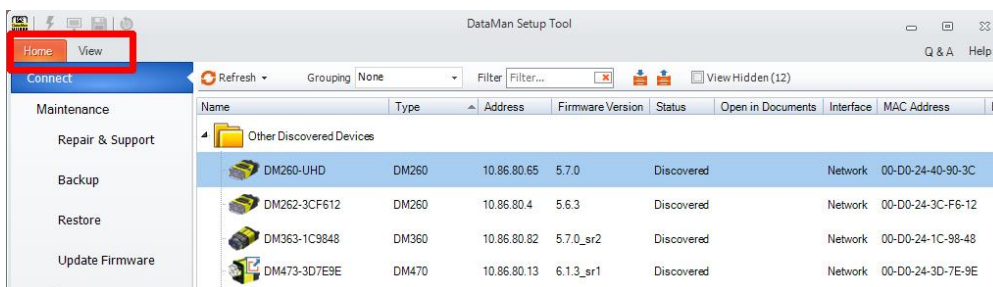 DataMan Setup Tool
Home View Q & A Help
Connect Refresh Grouping None Filter Filter... View Hidden (12)
Maintenance Name Type Address Firmware Version Status Open in Documents Interface MAC Address
Repair & Support Other Discovered Devices
Backup DM260-UHD DM260 10.86.80.65 5.7.0 Discovered Network 00-D0-24-40-90-3C
Restore DM262-3CF612 DM260 10.86.80.4 5.6.3 Discovered Network 00-D0-24-3C-F6-12
DM363-1C9848 DM360 10.86.80.82 5.7.0_sr2 Discovered Network 00-D0-24-1C-98-48
Update Firmware DM473-3D7E9E DM470 10.86.80.13 6.1.3_sr1 Discovered Network 00-D0-24-3D-7E-9E